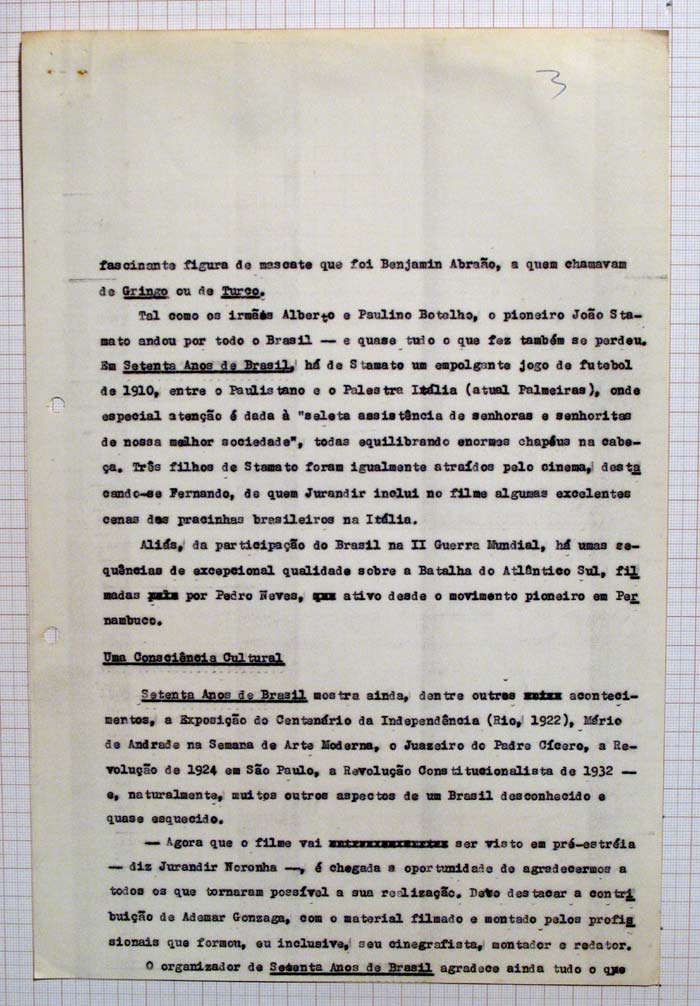 3
fascinante figura de mascate que foi Benjamin Abraão, a quem chamavam
de Gringo ou de Turco.
Tal como os irmãos Alberto e Paulino Botelho, o pioneiro João Sta-
mato andou por todo o Brasil — e quase tudo o que fez também se perdeu.
Em Setenta Anos de Brasil, há de Stamato um empolgante jogo de futebol
de 1910, entre o Paulistano e o Palestra Itália (atual Palmeiras), onde
especial atenção é dada à "seleta assistência de senhoras e senhoritas
de nossa melhor sociedade", todas equilibrando enormes chapéus na cabe-
ça. Três filhos de Stamato foram igualmente atraídos pelo cinema, desta
cando-se Fernando, de quem Jurandir inclui no filme algumas excelentes
cenas dos pracinhas brasileiros na Itália.
Aliás, da participação do Brasil na II Guerra Mundial, há umas se-
quências de excepcional qualidade sobre a Batalha do Atlântico Sul, fil
madas por Pedro Neves, ativo desde o movimento pioneiro em Per
nambuco.
Uma Consciência Cultural
Setenta Anos de Brasil mostra ainda, dentre outros aconteci-
mentos, a Exposição do Centenário da Independência (Rio, 1922), Mário
de Andrade na Semana de Arte Moderna, o Juazeiro do Padre Cícero, a Re-
volução de 1924 em São Paulo, a Revolução Constitucionalista de 1932 —
e, naturalmente, muitos outros aspectos de um Brasil desconhecido e
quase esquecido.
— Agora que o filme vai ser visto em pré-estréia
— diz Jurandir Noronha —, é chegada a oportunidade de agradecermos a
todos os que tornaram possível a sua realização. Devo destacar a contri
buição de Ademar Gonzaga, com o material filmado e montado pelos profis
sionais que formou, eu inclusive, seu cinegrafista, montador e redator.
O organizador de Setenta Anos de Brasil agradece ainda tudo o que